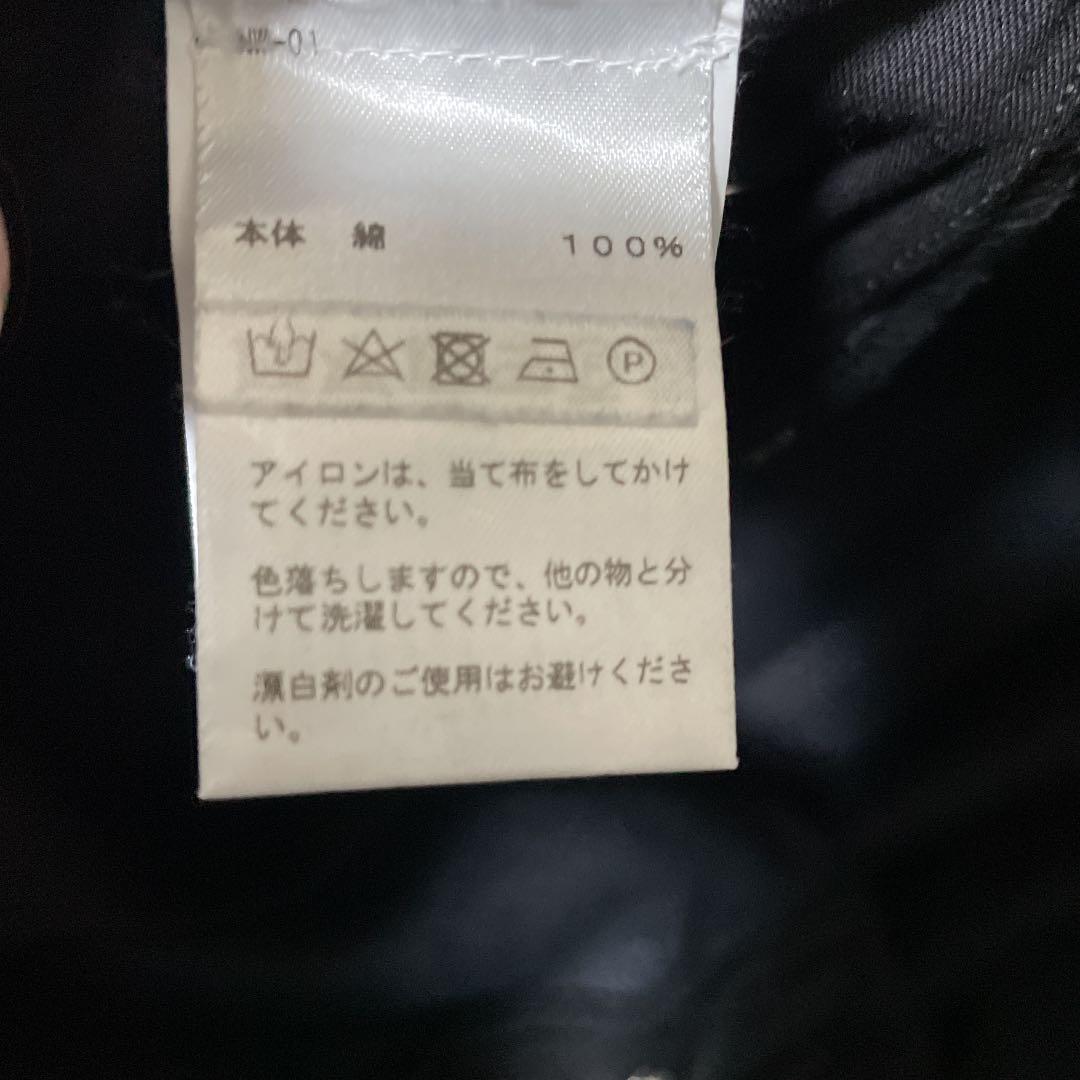 本体 綿 100%
P
アイロンは、当て布をしてかけ
てください。
色落ちしますので、他の物と分
けて洗濯してください。
漂白剤のご使用はお避けくださ
い。